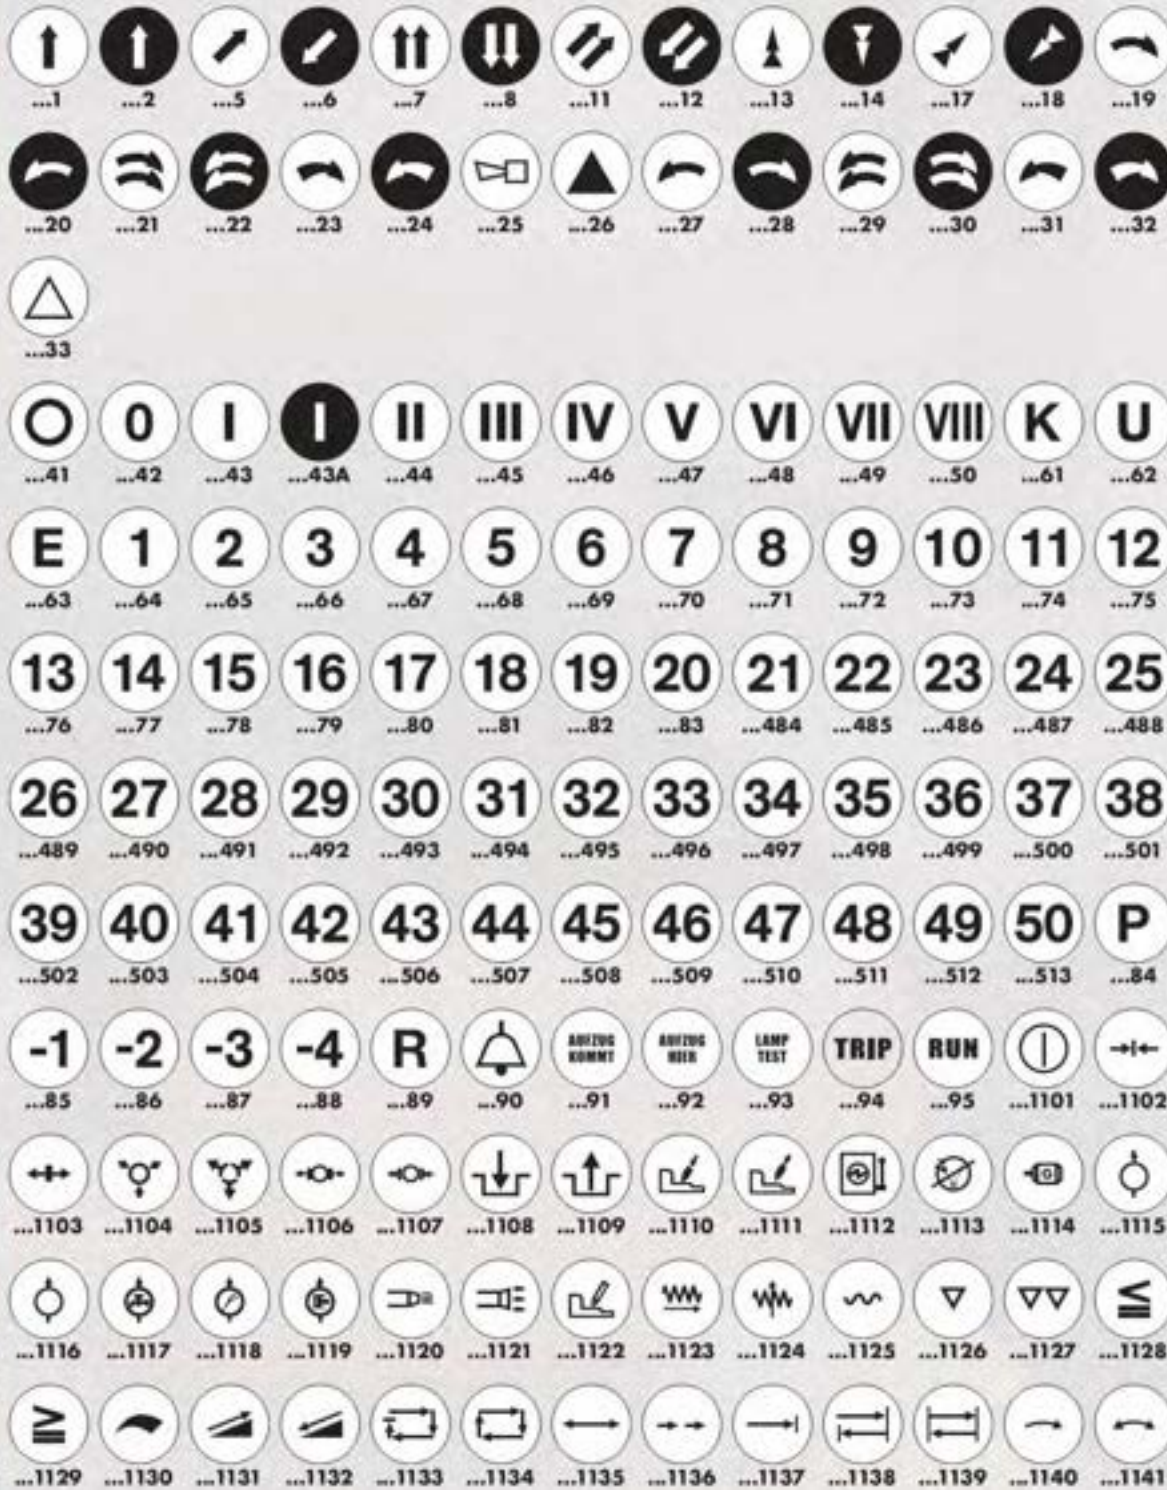 ...1 ...2 ...5 ...6 ...7 ...8 ...11 ...12 ...13 ...14 ...17 ...18 ...19
...20 ...21 ...22 ...23 ...24 ...25 ...26 ...27 ...28 ...29 ...30 ...31 ...32
...33
O 0 I I II III IV V VI VII VIII K U
...41 ...42 ...43 ...43A ...44 ...45 ...46 ...47 ...48 ...49 ...50 ...61 ...62
E 1 2 3 4 5 6 7 8 9 10 11 12
...63 ...64 ...65 ...66 ...67 ...68 ...69 ...70 ...71 ...72 ...73 ...74 ...75
13 14 15 16 17 18 19 20 21 22 23 24 25
...76 ...77 ...78 ...79 ...80 ...81 ...82 ...83 ...484 ...485 ...486 ...487 ...488
26 27 28 29 30 31 32 33 34 35 36 37 38
...489 ...490 ...491 ...492 ...493 ...494 ...495 ...496 ...497 ...498 ...499 ...500 ...501
39 40 41 42 43 44 45 46 47 48 49 50 P
...502 ...503 ...504 ...505 ...506 ...507 ...508 ...509 ...510 ...511 ...512 ...513 ...84
-1 -2 -3 -4 R AUFZUG KOMMT AUFZUG HIER LAMP TEST TRIP RUN
...85 ...86 ...87 ...88 ...89 ...90 ...91 ...92 ...93 ...94 ...95 ...1101 ...1102
...1103 ...1104 ...1105 ...1106 ...1107 ...1108 ...1109 ...1110 ...1111 ...1112 ...1113 ...1114 ...1115
...1116 ...1117 ...1118 ...1119 ...1120 ...1121 ...1122 ...1123 ...1124 ...1125 ...1126 ...1127 ...1128
...1129 ...1130 ...1131 ...1132 ...1133 ...1134 ...1135 ...1136 ...1137 ...1138 ...1139 ...1140 ...1141